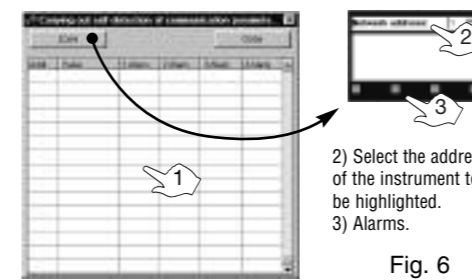 Carrying out self-detection of communication parameters
Close
Network address:
2
3
1
2) Select the addre
of the instrument to
be highlighted.
3) Alarms.
Fig. 6